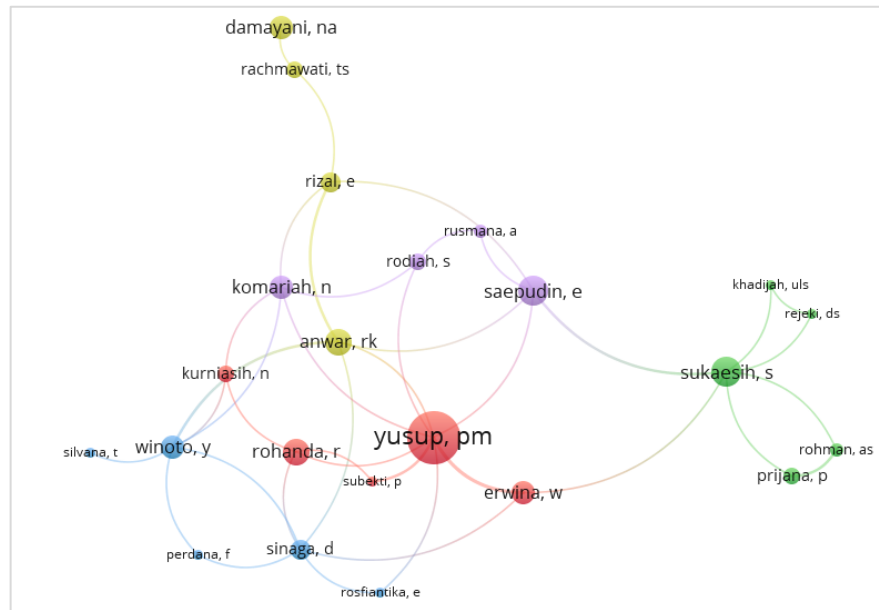 damayani, na
rachmawati, ts
rizal, e
rusmana, a
rodiah, s
komariah, n
saepudin, e
khadijah, uls
rejeki, ds
anwar, rk
kurniasih, n
sukaesih, s
yusup, pm
winoto, y
silvana, t
rohanda, r
rohman, as
subekti, p
prijana, p
erwina, w
perdana, f
sinaga, d
rosfiantika, e